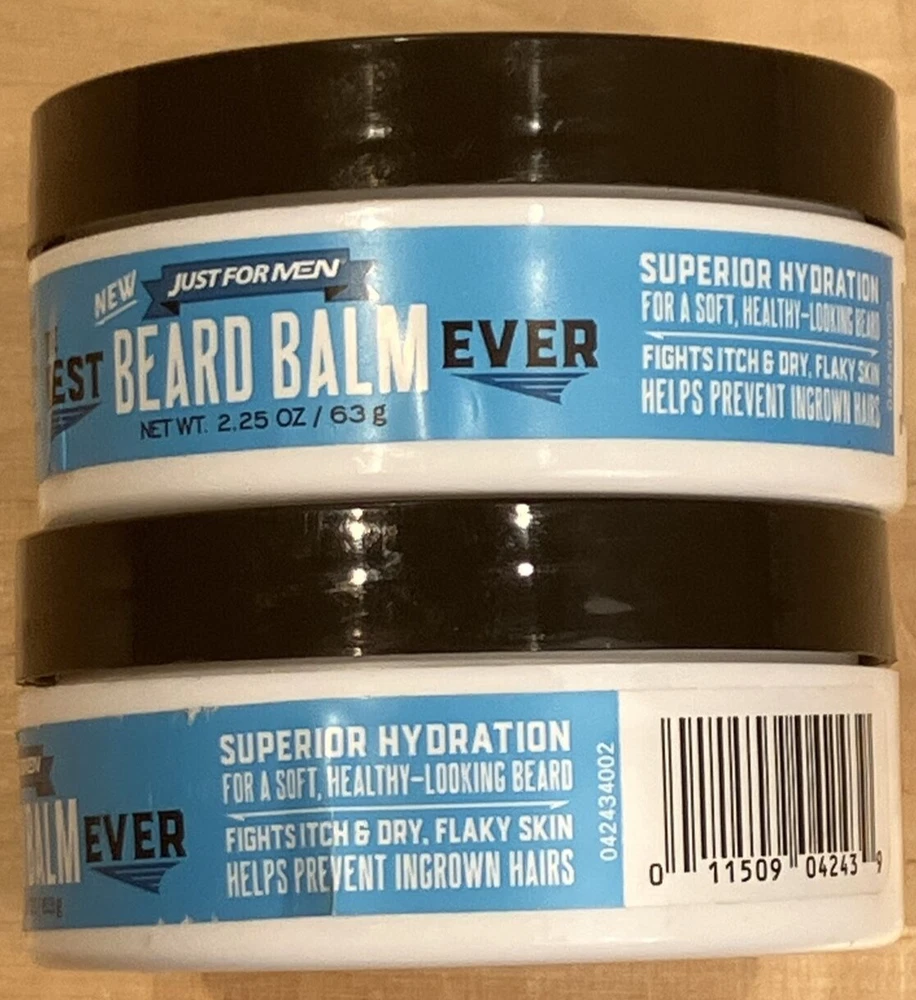 NEW
JUST FOR MEN
BEARD BALM EVER
NET WT. 2.25 OZ / 63 g
SUPERIOR HYDRATION
FOR A SOFT, HEALTHY-LOOKING BEARD
FIGHTS ITCH & DRY, FLAKY SKIN
HELPS PREVENT INGROWN HAIRS
EVER
SUPERIOR HYDRATION
FOR A SOFT, HEALTHY-LOOKING BEARD
FIGHTS ITCH & DRY, FLAKY SKIN
HELPS PREVENT INGROWN HAIRS
042434002
0 11509 04243 9